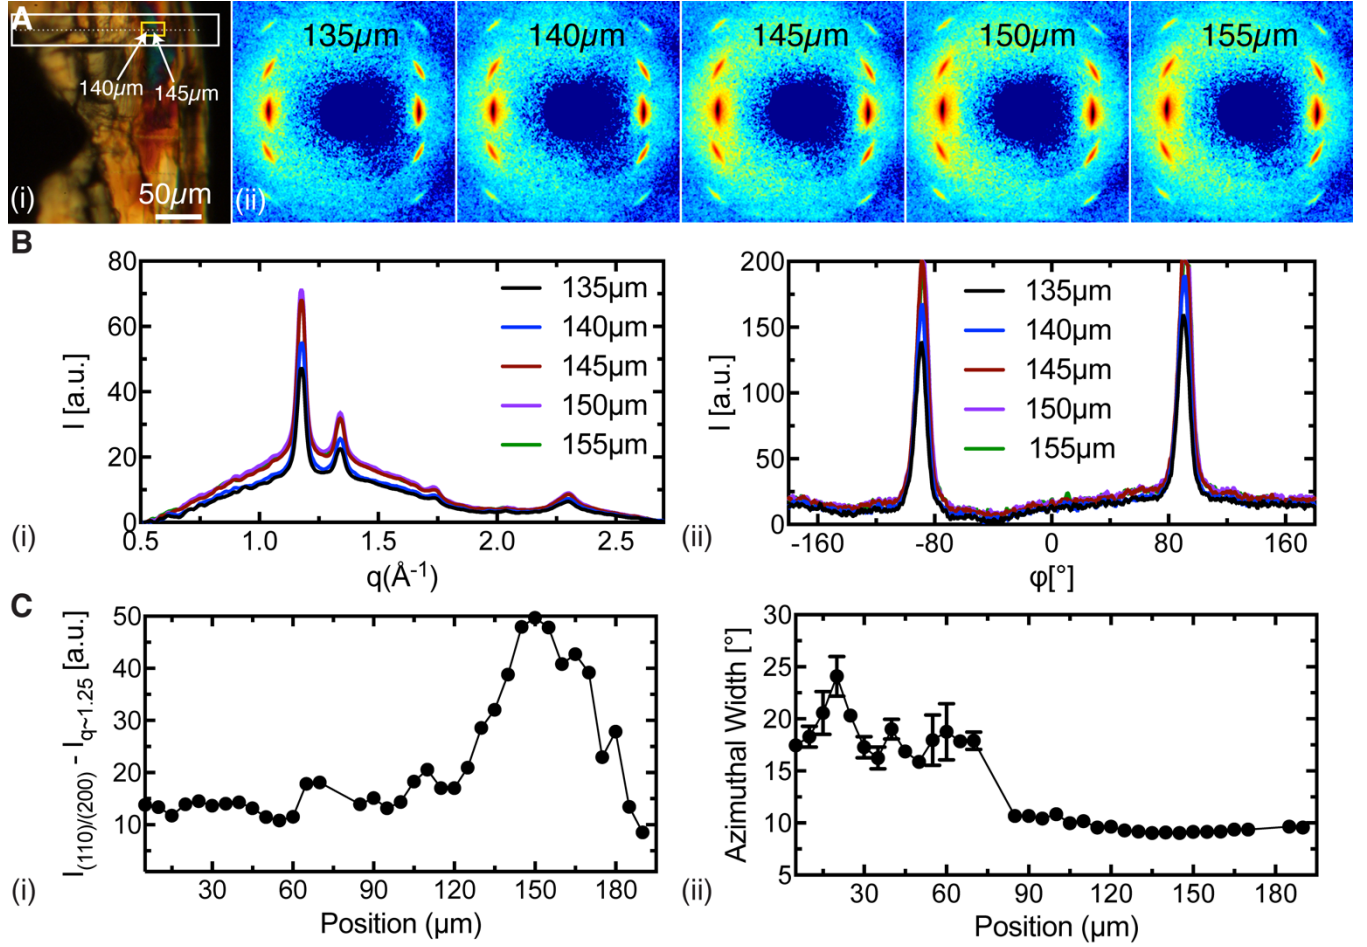 A
140µm
145µm
50µm
(i)
135µm
140µm
145µm
150µm
155µm
(ii)
B
80
60
40
20
0
I [a.u.]
135µm
140µm
145µm
150µm
155µm
0.5
1.0
1.5
2.0
2.5
q(Å-1)
(i)
200
150
100
50
0
I [a.u.]
135µm
140µm
145µm
150µm
155µm
-160
-80
0
80
160
φ[°]
(ii)
C
50
40
30
20
10
I(110)/(200) - Iq~1.25 [a.u.]
30
60
90
120
150
180
Position (µm)
(i)
30
25
20
15
10
5
Azimuthal Width [°]
30
60
90
120
150
180
Position (µm)
(ii)